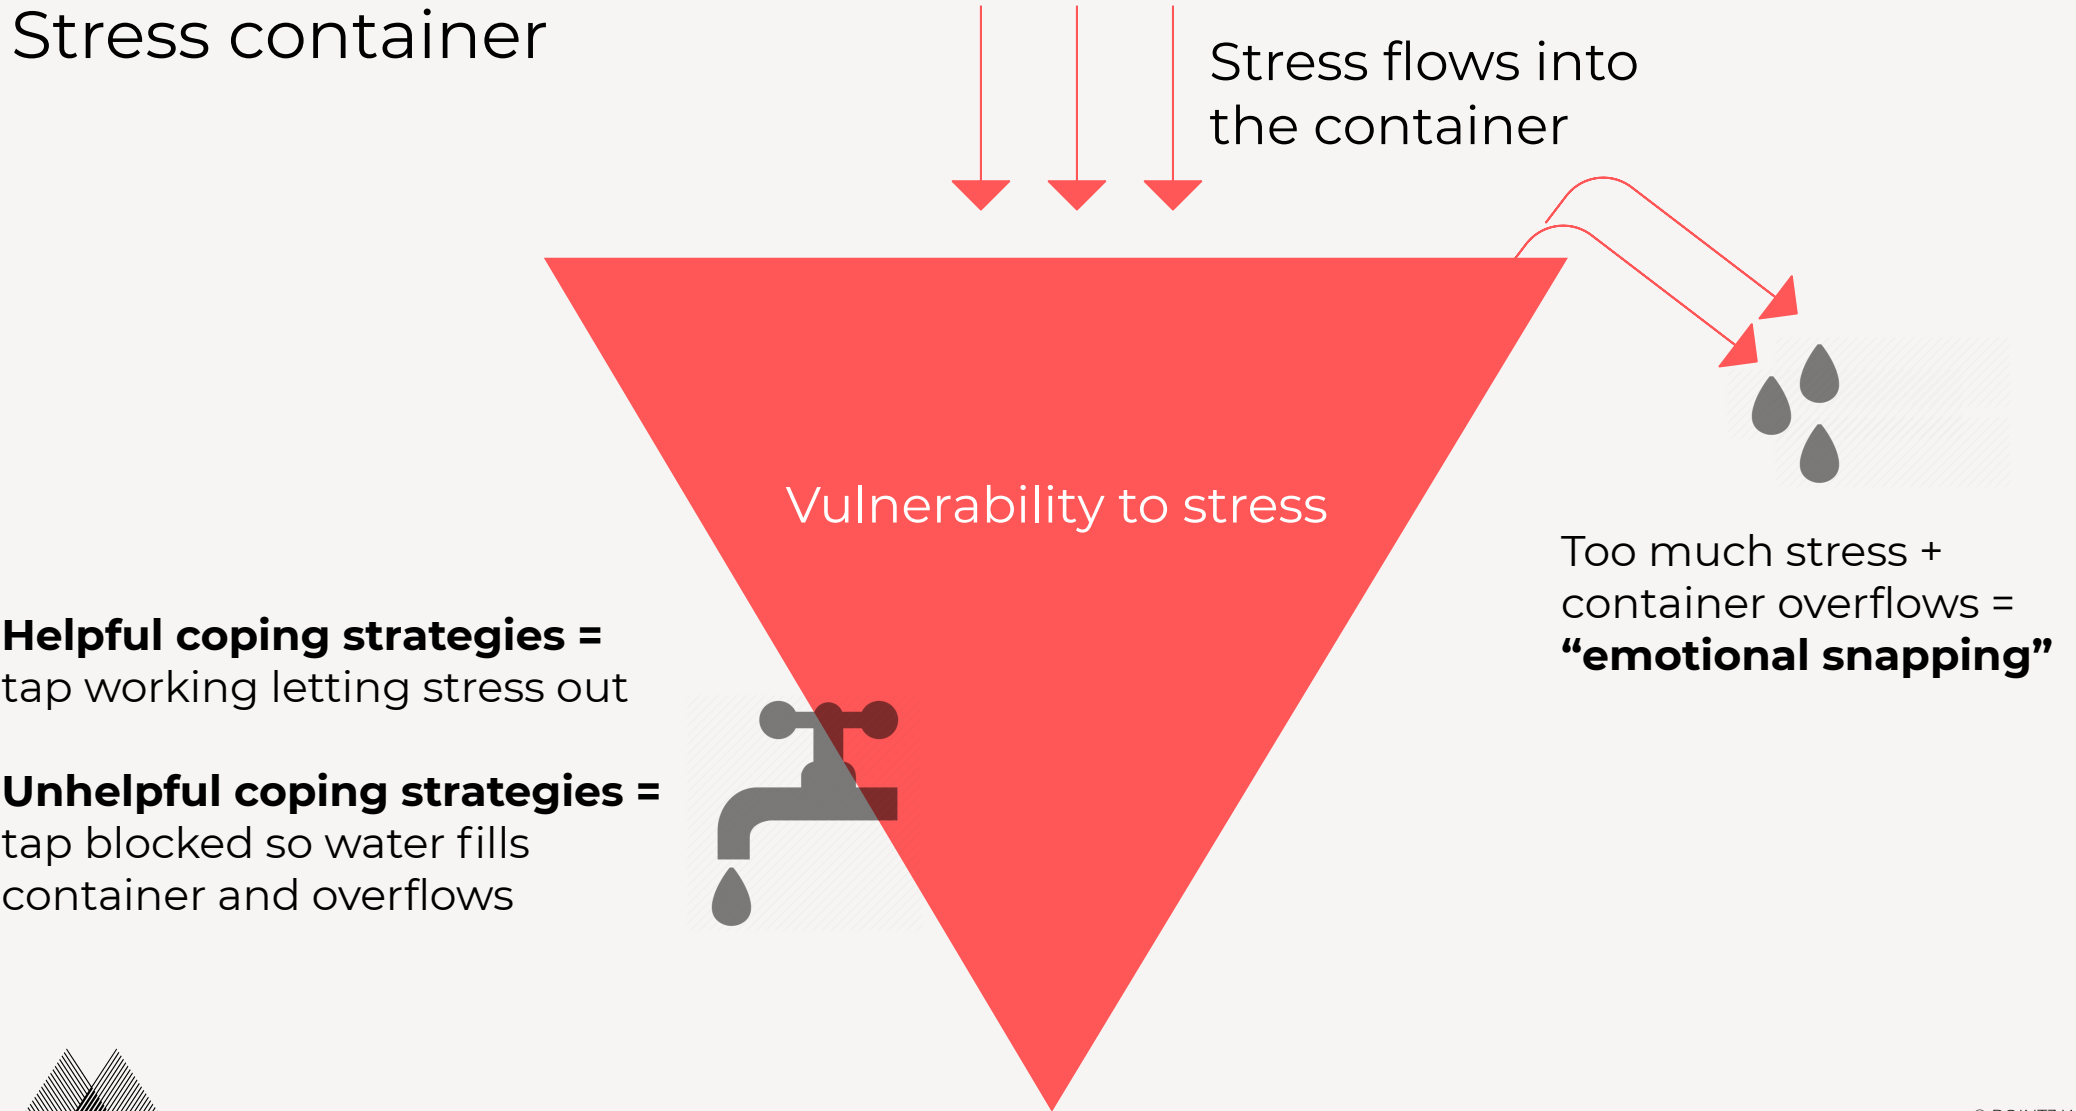 Stress container
Stress flows into
the container
Vulnerability to stress
Too much stress +
container overflows =
“emotional snapping”
Helpful coping strategies =
tap working letting stress out
Unhelpful coping strategies =
tap blocked so water fills
container and overflows